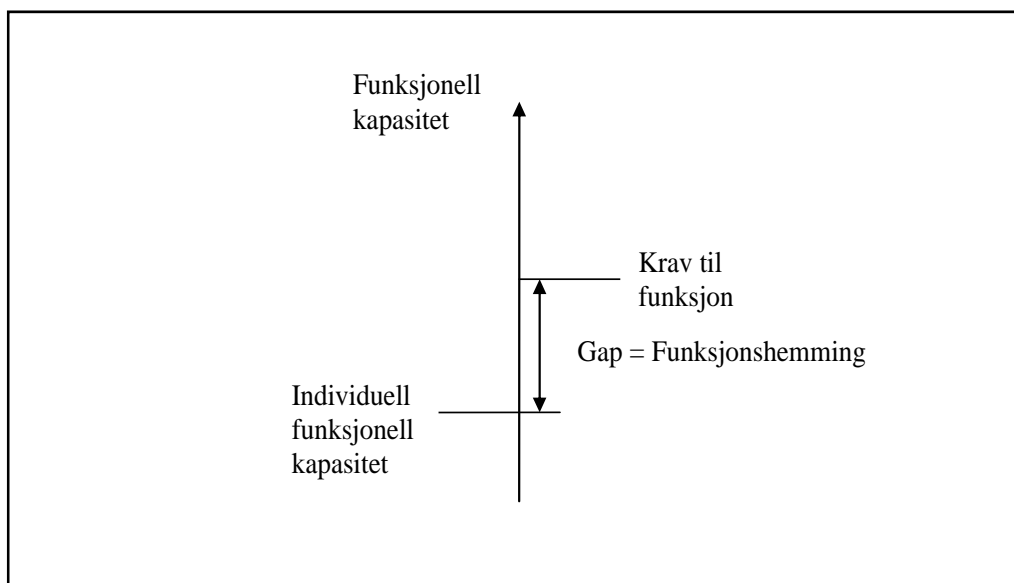 Funksjonell
kapasitet
Krav til
funksjon
Gap = Funksjonshemming
Individuell
funksjonell
kapasitet